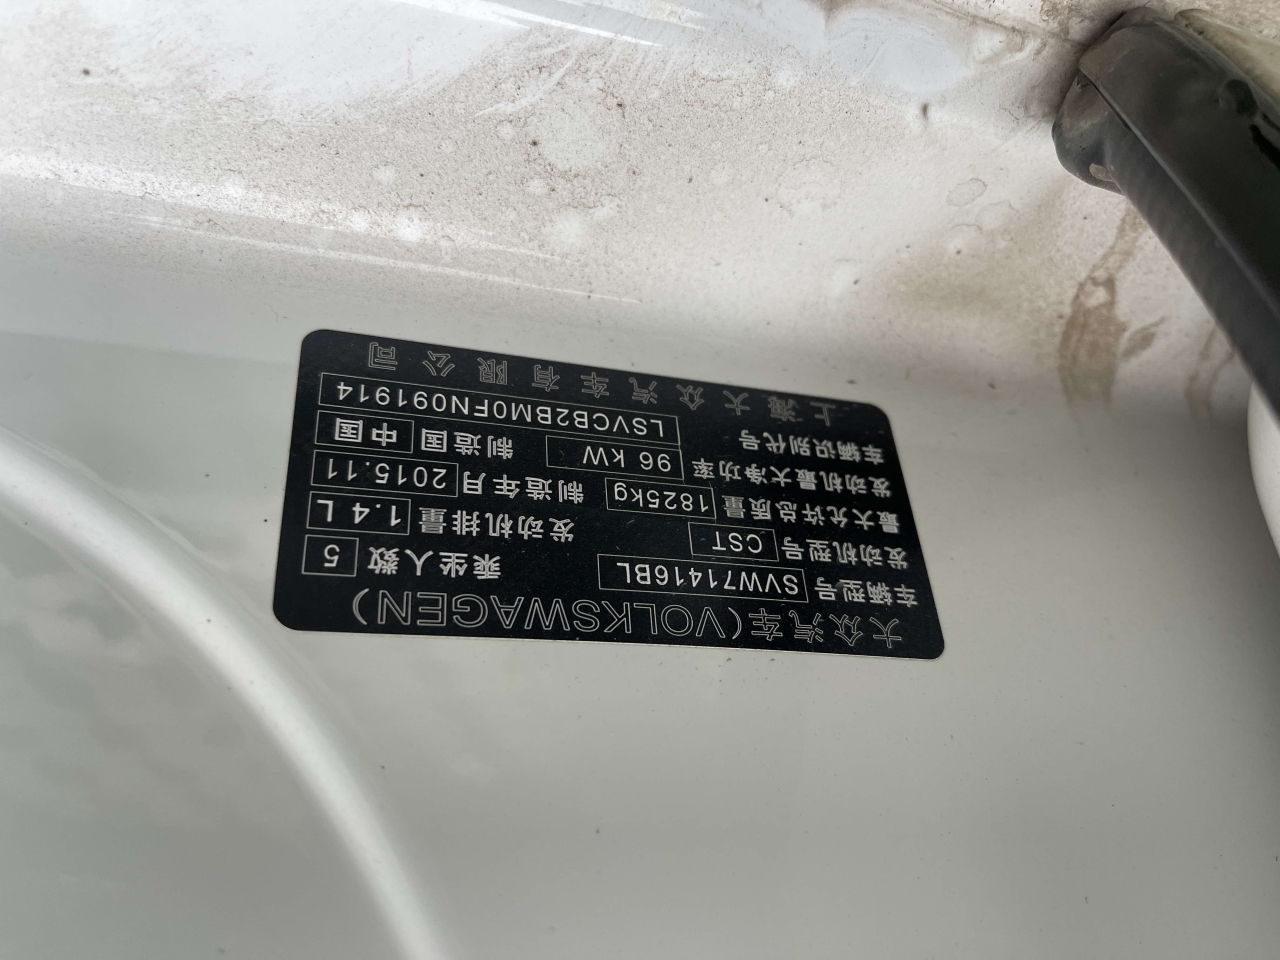 大众汽车(VOLKSWAGEN)
车辆型号 SVW71416BL 乘坐人数 5
发动机型号 CST 发动机排量 1.4 L
最大允许总质量 1825kg 制造年月 2015.11
发动机最大净功率 96 kW 制造国 中国
车辆识别代号 LSVCB2BM0FN091914
上海大众汽车有限公司